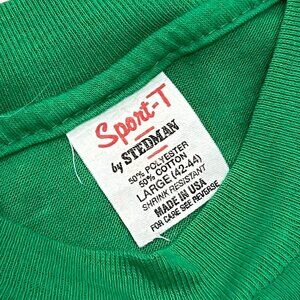 Sport-T
by STEDMAN
50% POLYESTER
50% COTTON
LARGE (42-44)
SHRINK RESISTANT
MADE IN USA
FOR CARE SEE REVERSE